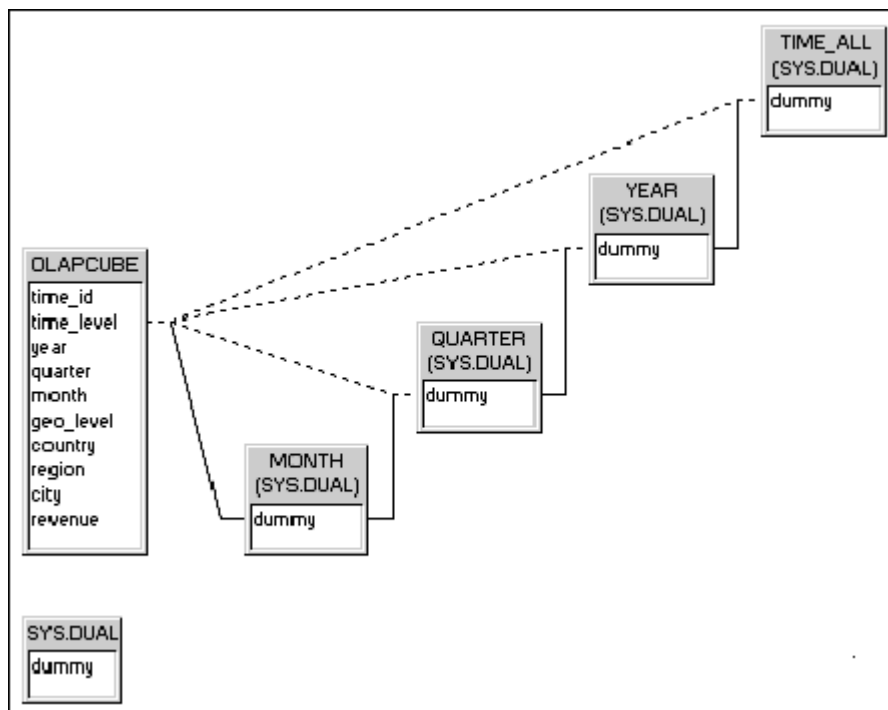 TIME_ALL
(SYS.DUAL)
dummy
YEAR
(SYS.DUAL)
dummy
OLAPCUBE
time_id
time_level
year
quarter
month
geo_level
country
region
city
revenue
QUARTER
(SYS.DUAL)
dummy
MONTH
(SYS.DUAL)
dummy
SYS.DUAL
dummy